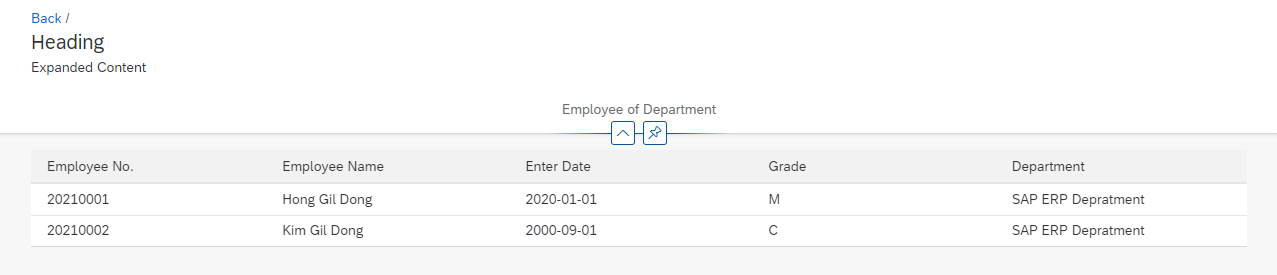 Back /
Heading
Expanded Content
Employee of Department
Employee No. Employee Name Enter Date Grade Department
20210001 Hong Gil Dong 2020-01-01 M SAP ERP Depratment
20210002 Kim Gil Dong 2000-09-01 C SAP ERP Depratment